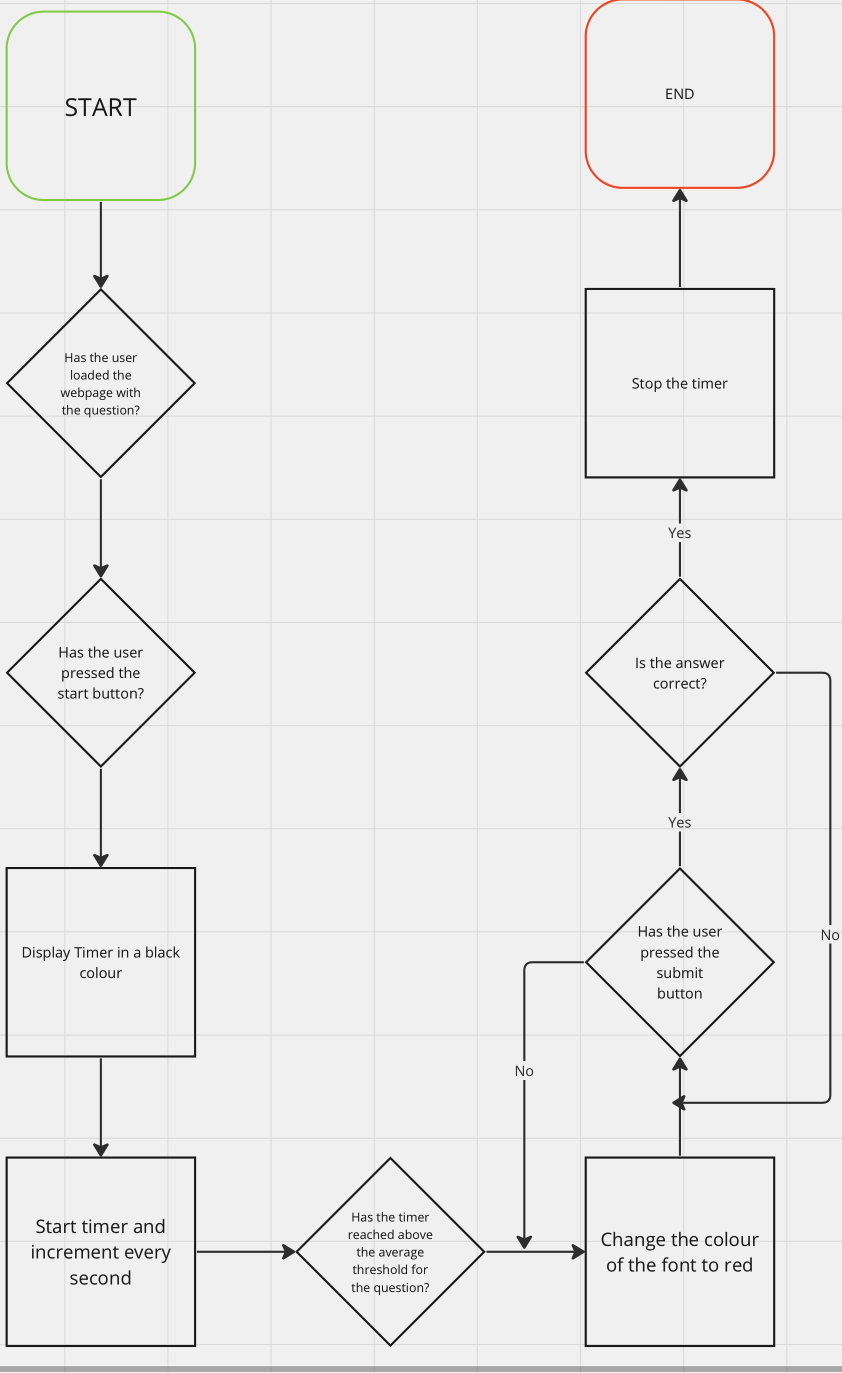 START
Has the user
loaded the
webpage with
the question?
Has the user
pressed the
start button?
Display Timer in a black
colour
Start timer and
increment every
second
Has the timer
reached above
the average
threshold for
the question?
Change the colour
of the font to red
No
Has the user
pressed the
submit
button
No
Yes
Is the answer
correct?
Yes
Stop the timer
END